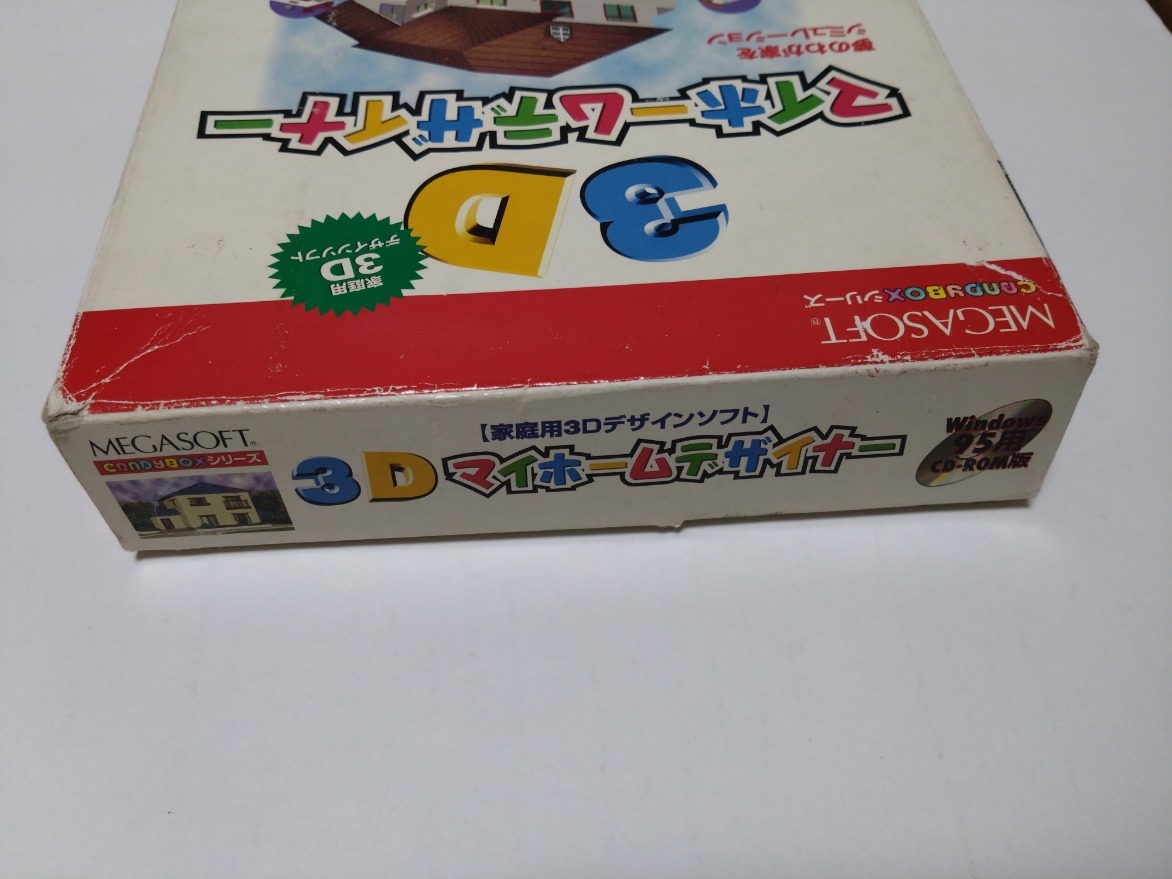 MEGASOFT®
CANDYBOXシリーズ
家庭用
3D
デザインソフト
3D
マイホームデザイナー
夢のわが家を
シミュレーション
MEGASOFT®
CANDYBOXシリーズ
【家庭用3Dデザインソフト】
3Dマイホームデザイナー
Windows
95用
CD-ROM版